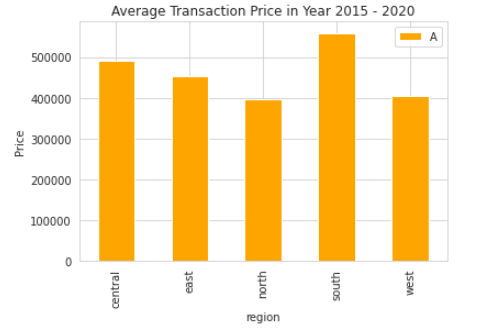 Average Transaction Price in Year 2015 - 2020
A
500000
400000
300000
200000
100000
0
Price
central
east
north
south
west
region